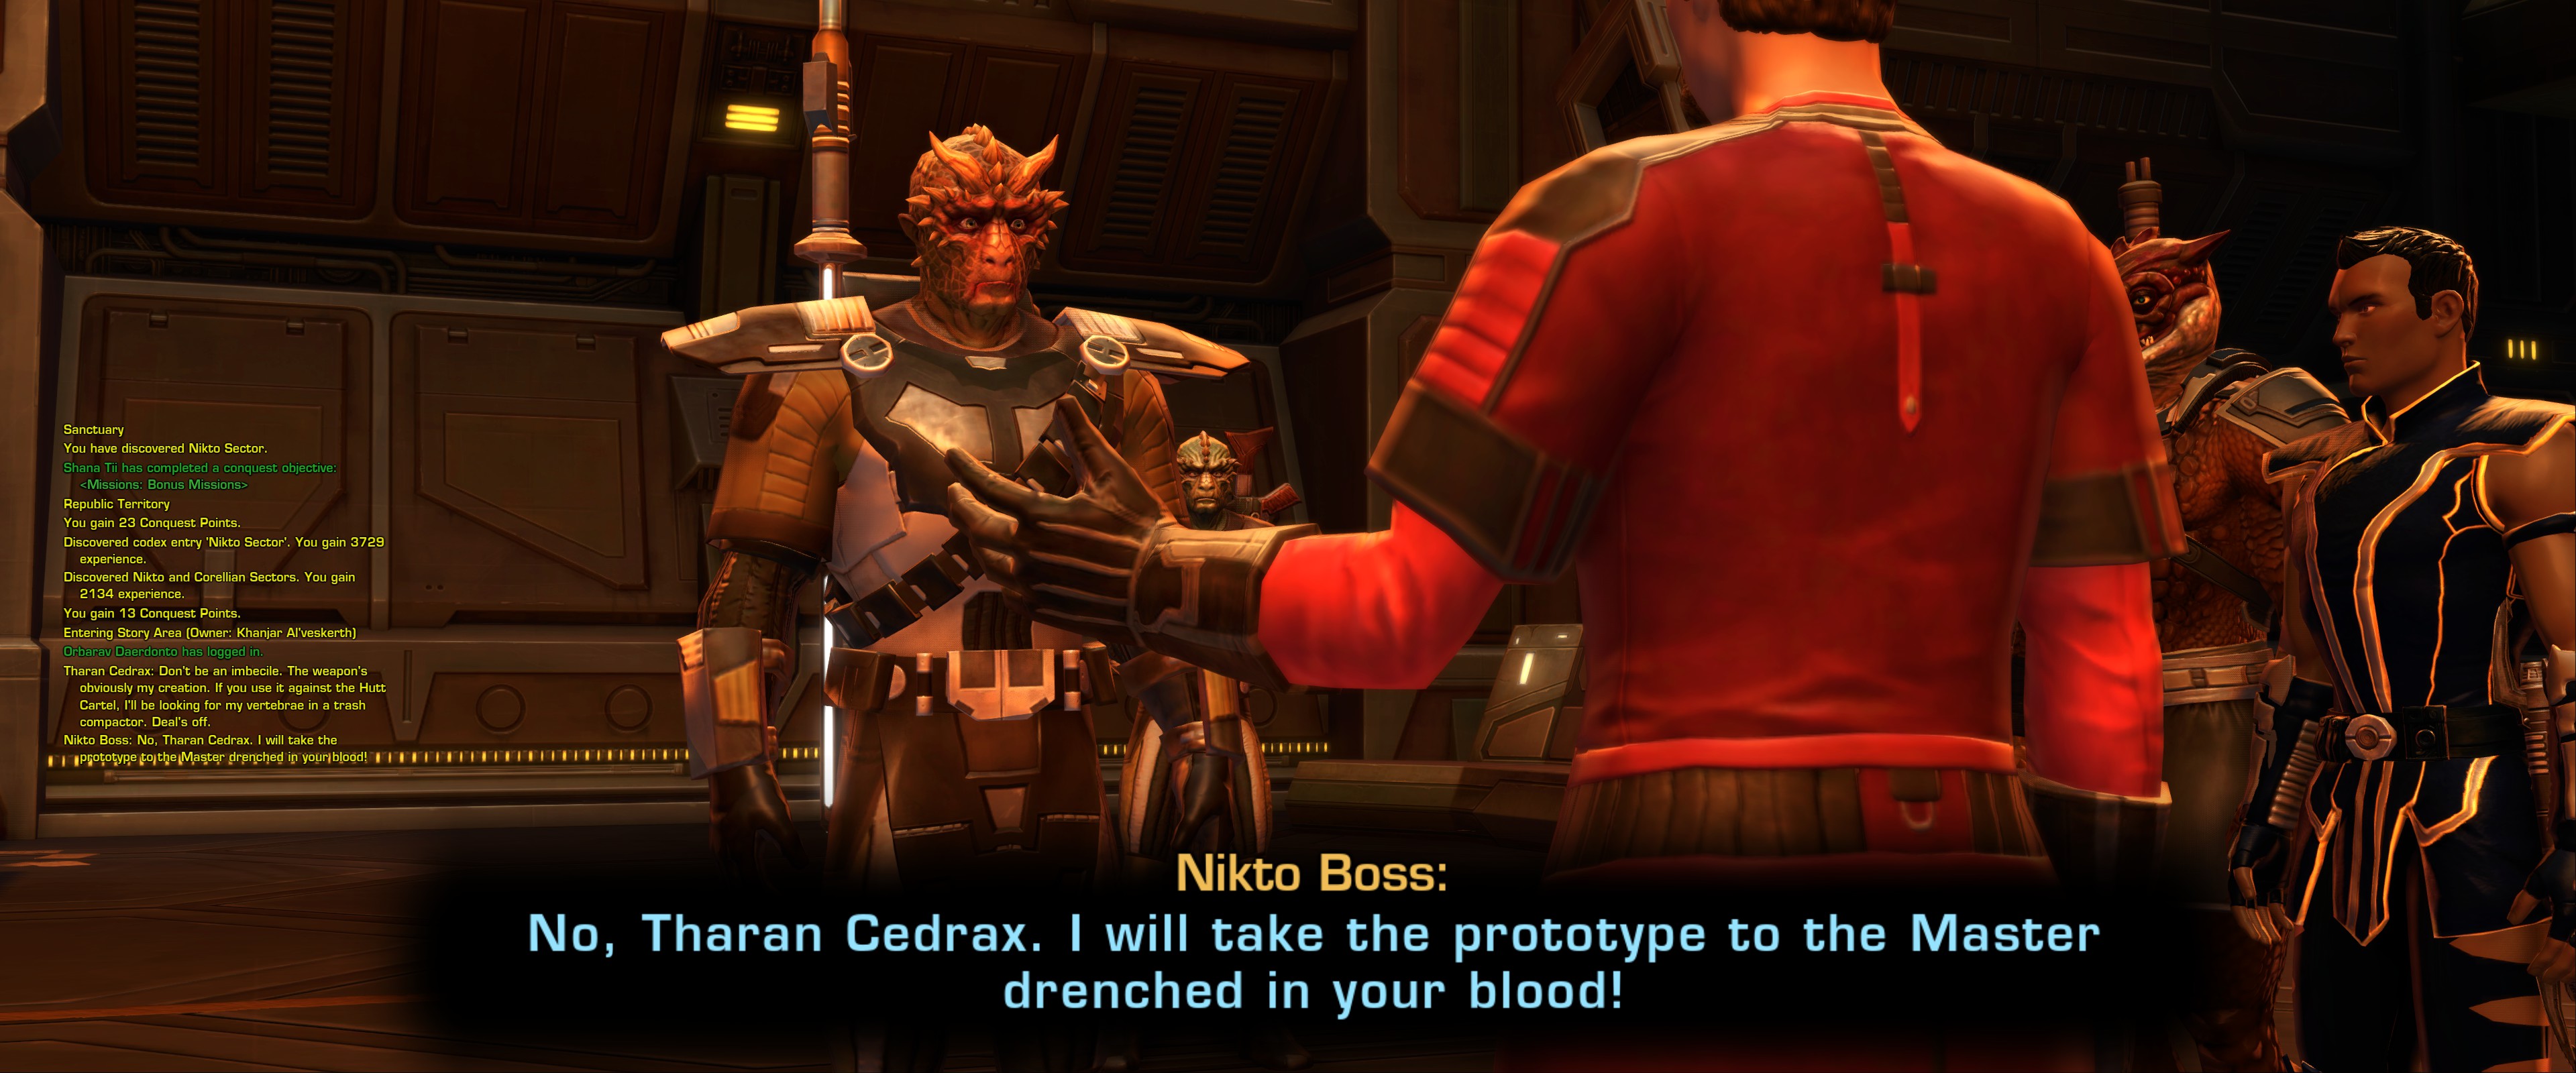 Sanctuary
You have discovered Nikto Sector.
Shana Tii has completed a conquest objective:
<Missions: Bonus Missions>
Republic Territory
You gain 23 Conquest Points.
Discovered codex entry 'Nikto Sector'. You gain 3729
experience.
Discovered Nikto and Corellian Sectors. You gain
2134 experience.
You gain 13 Conquest Points.
Entering Story Area (Owner: Khanjar Al'veskerth)
Orbarav Daerdonto has logged in.
Tharan Cedrax: Don't be an imbecile. The weapon's
obviously my creation. If you use it against the Hutt
Cartel, I'll be looking for my vertebrae in a trash
compactor. Deal's off.
Nikto Boss: No, Tharan Cedrax. I will take the
prototype to the Master drenched in your blood!
Nikto Boss:
No, Tharan Cedrax. I will take the prototype to the Master
drenched in your blood!